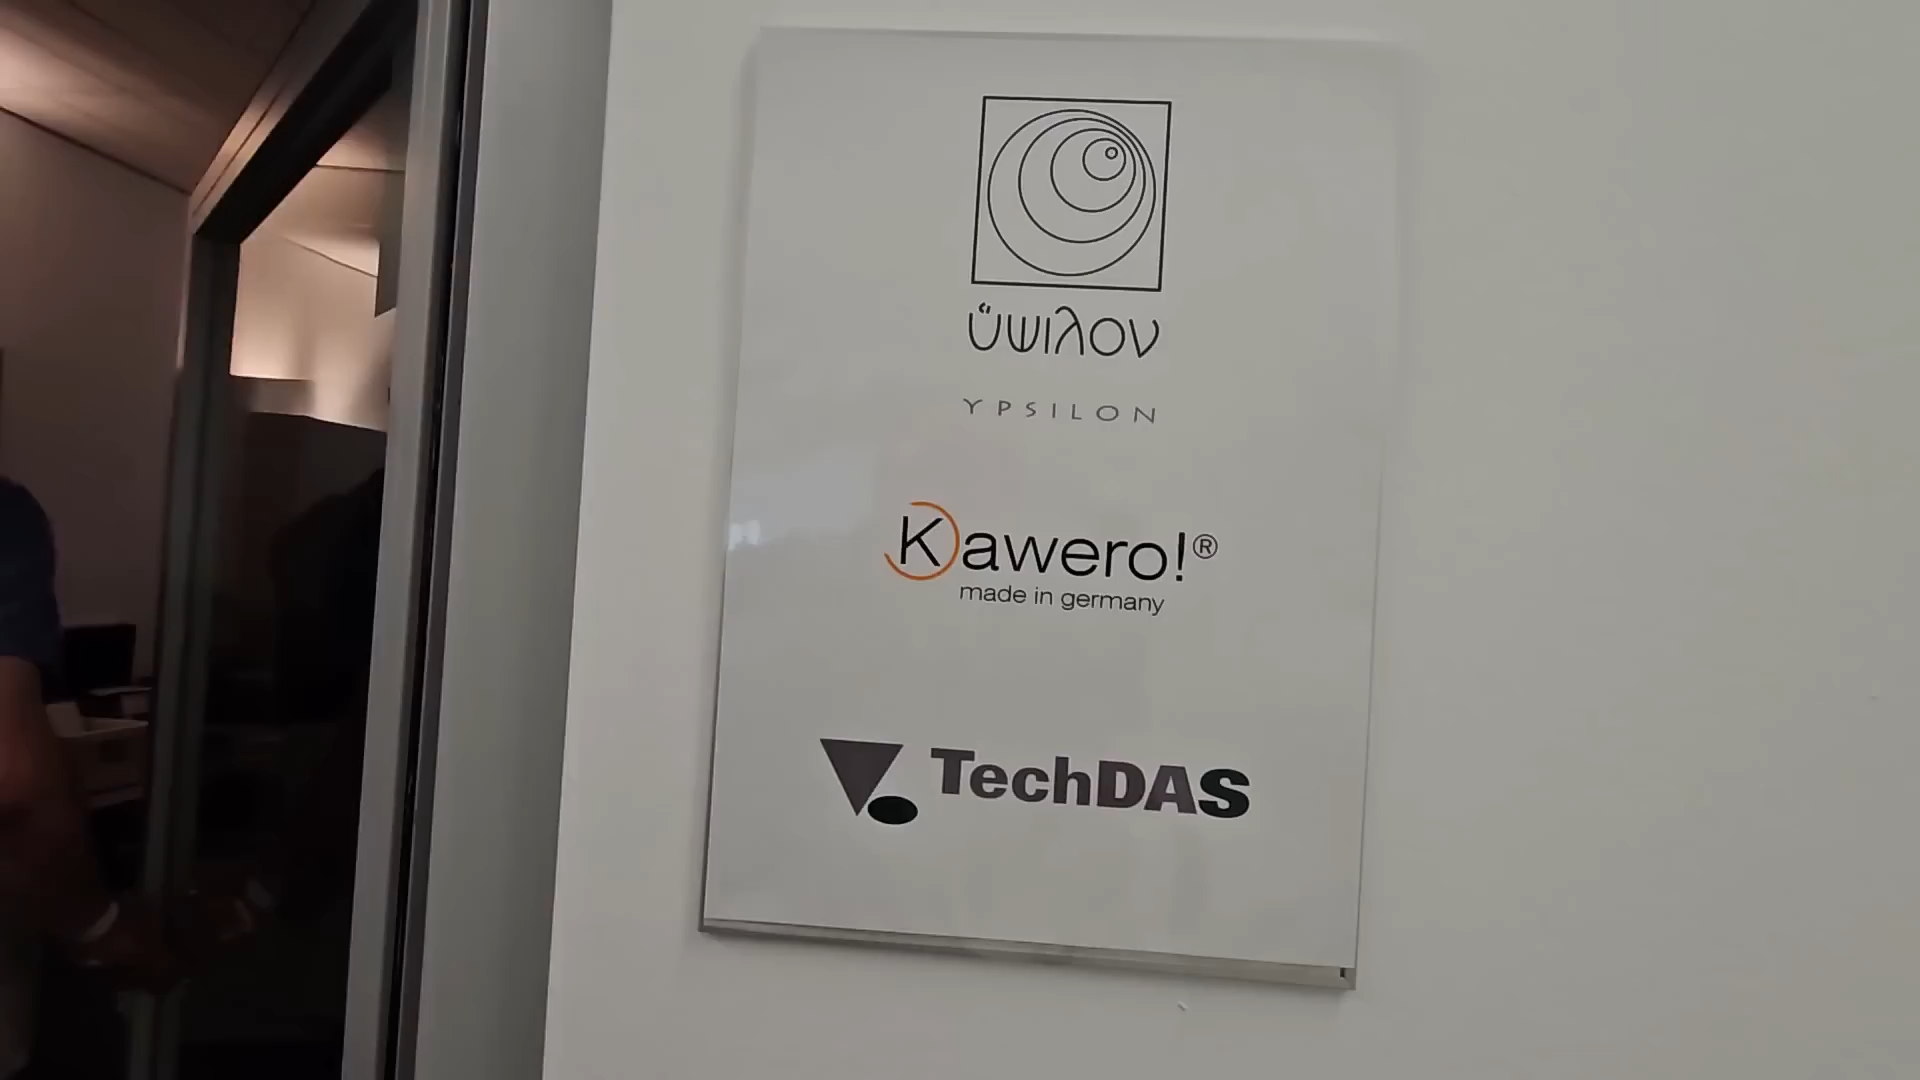 ὕψιλον
YPSILON
Kawero!®
made in germany
TechDAS